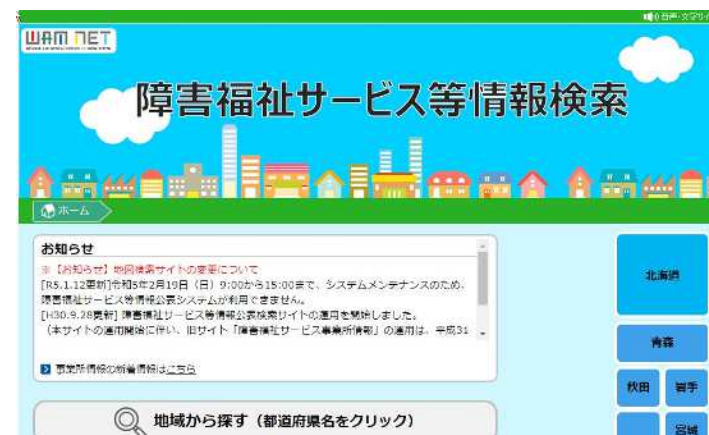 WAM NET
障害福祉サービス等情報検索
ホーム
お知らせ
※【お知らせ】地図検索サイトの変更について
[R5.1.12更新]令和5年2月19日（日）9:00から15:00まで、システムメンテナンスのため、
障害福祉サービス等情報公表システムが利用できません。
[H30.9.28更新] 障害福祉サービス等情報公表検索サイトの運用を開始しました。
（本サイトの運用開始に伴い、旧サイト「障害福祉サービス事業所情報」の運用は、平成31
事業所情報の新着情報はこちら
地域から探す（都道府県名をクリック）
北海道
青森
秋田 岩手
宮城